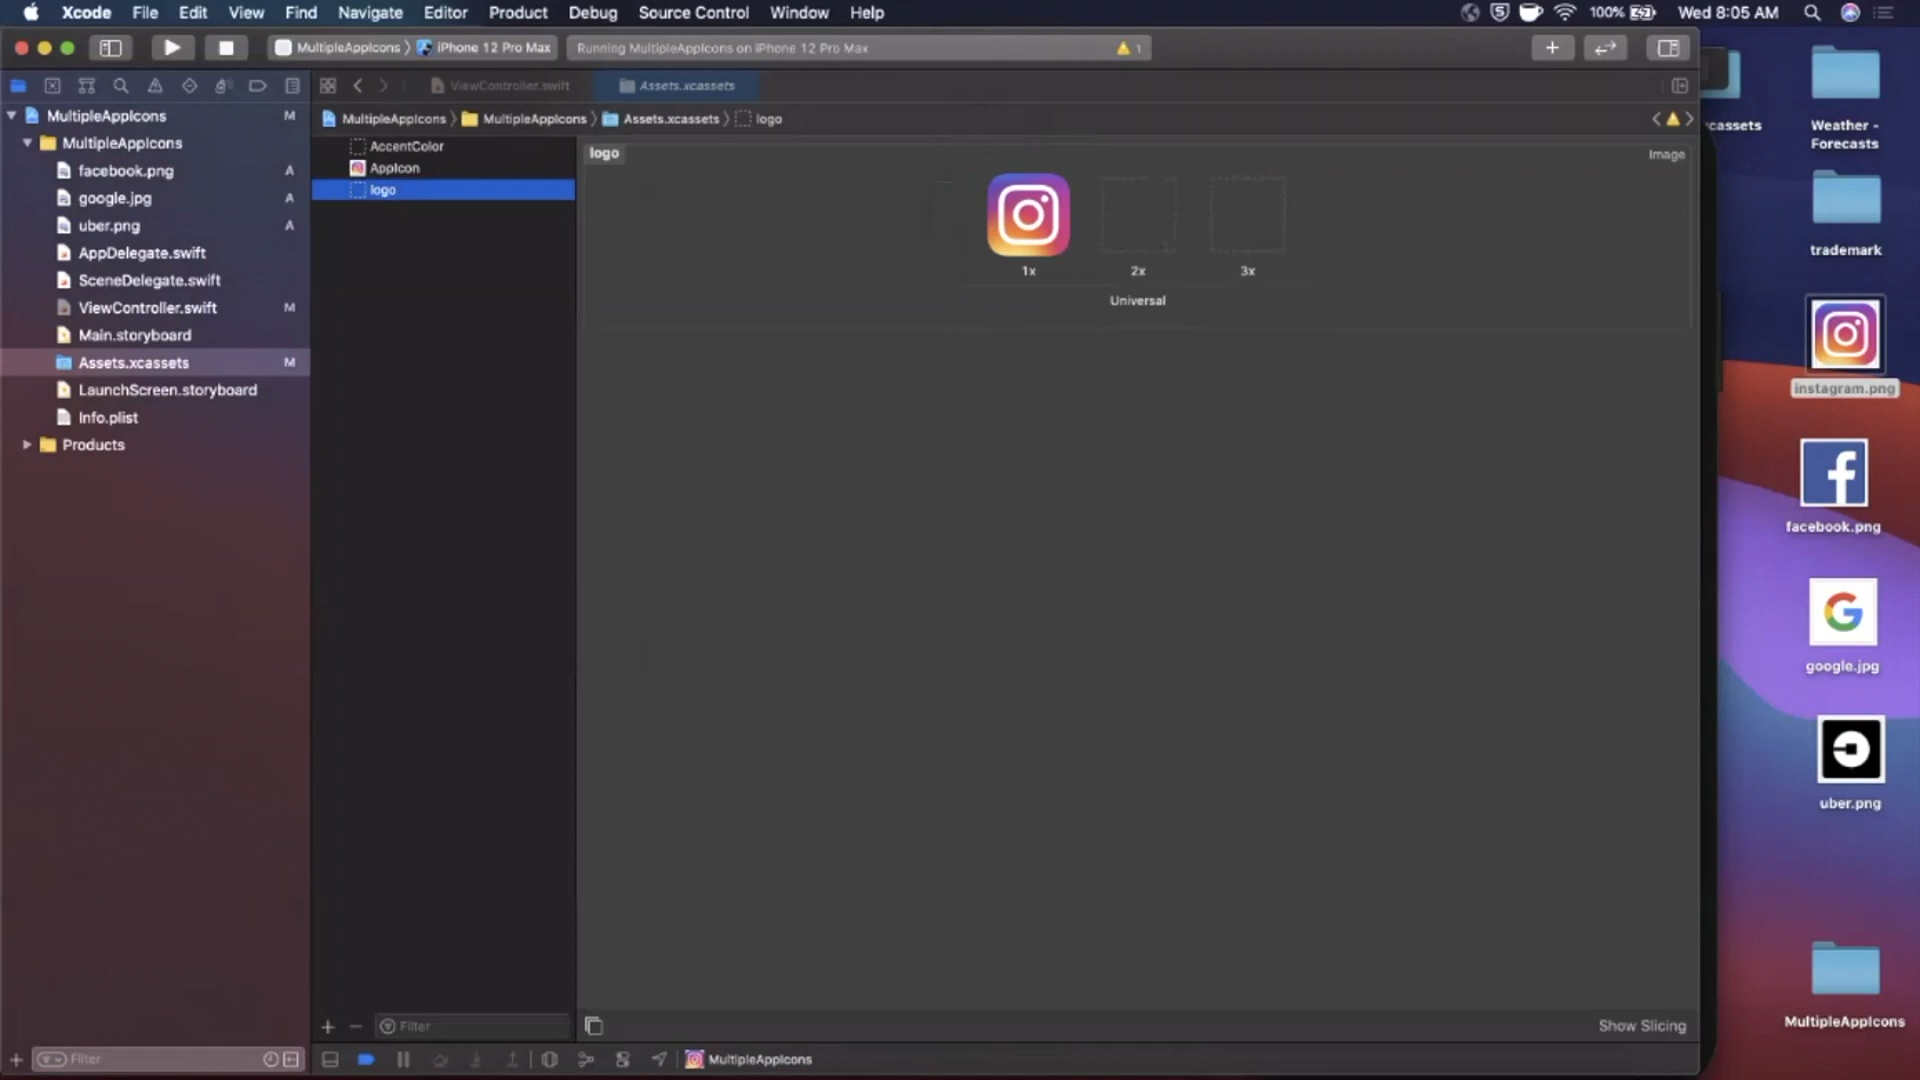 Xcode File Edit View Find Navigate Editor Product Debug Source Control Window Help 100% Wed 8:05 AM
MultipleAppIcons iPhone 12 Pro Max Running MultipleAppIcons on iPhone 12 Pro Max 1
ViewController.swift Assets.xcassets
MultipleAppIcons M
MultipleAppIcons MultipleAppIcons Assets.xcassets logo
MultipleAppIcons
facebook.png A
google.jpg A
uber.png A
AppDelegate.swift
SceneDelegate.swift
ViewController.swift M
Main.storyboard
Assets.xcassets M
LaunchScreen.storyboard
Info.plist
Products
AccentColor
AppIcon
logo
logo Image
1x 2x 3x
Universal
cassets
Weather -
Forecasts
trademark
instagram.png
facebook.png
google.jpg
uber.png
MultipleAppIcons
Filter
Show Slicing
Filter
MultipleAppIcons